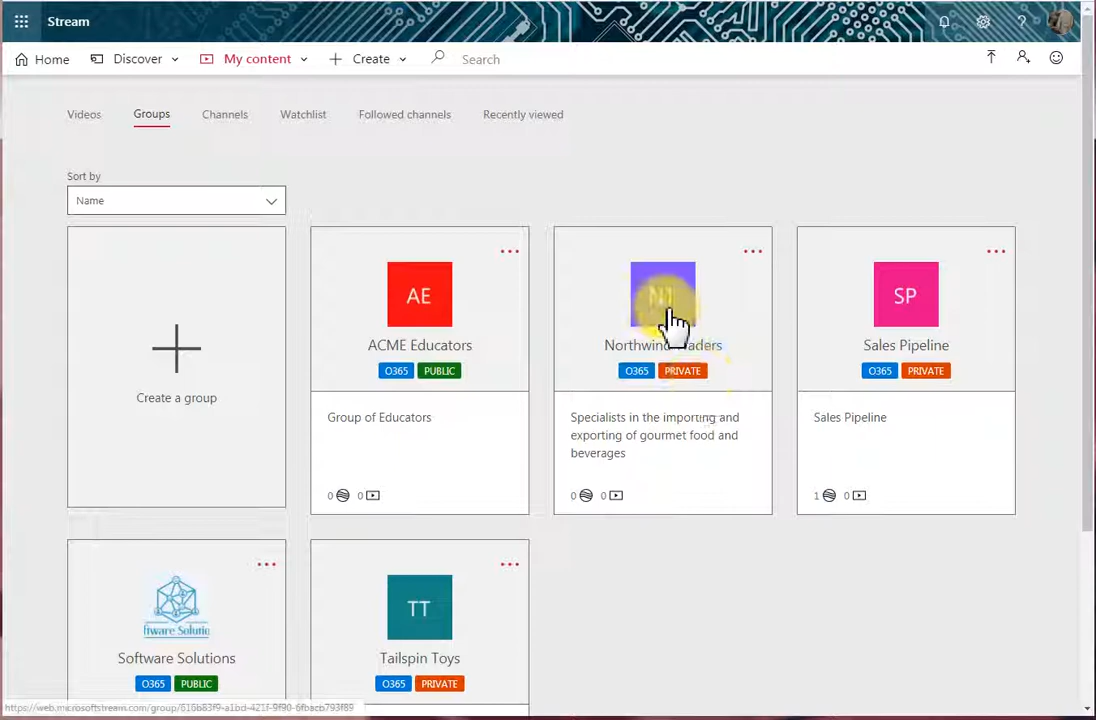 Stream
Home
Discover
My content
Create
Search
Videos
Groups
Channels
Watchlist
Followed channels
Recently viewed
Sort by
Name
Create a group
AE
ACME Educators
O365
PUBLIC
Group of Educators
0
0
Northwind Traders
O365
PRIVATE
Specialists in the importing and
exporting of gourmet food and
beverages
0
0
SP
Sales Pipeline
O365
PRIVATE
Sales Pipeline
1
0
ftware Solutio
Software Solutions
O365
PUBLIC
TT
Tailspin Toys
O365
PRIVATE